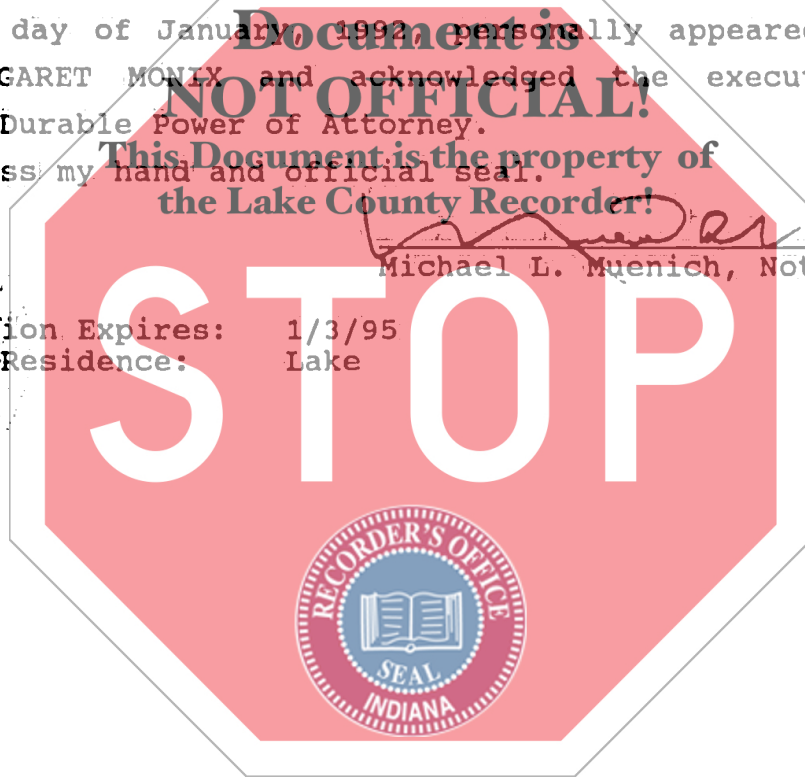 day of January, 1992, personally appeared
Document is
GARET MONIX and acknowledged the execu
NOT OFFICIAL!
Durable Power of Attorney.
This Document is the property of
ss my hand and official seal.
the Lake County Recorder!
Michael L. Muenich, Not
ion Expires: 1/3/95
Residence: Lake
STOP
RECORDER'S OFFICE
SEAL
INDIANA